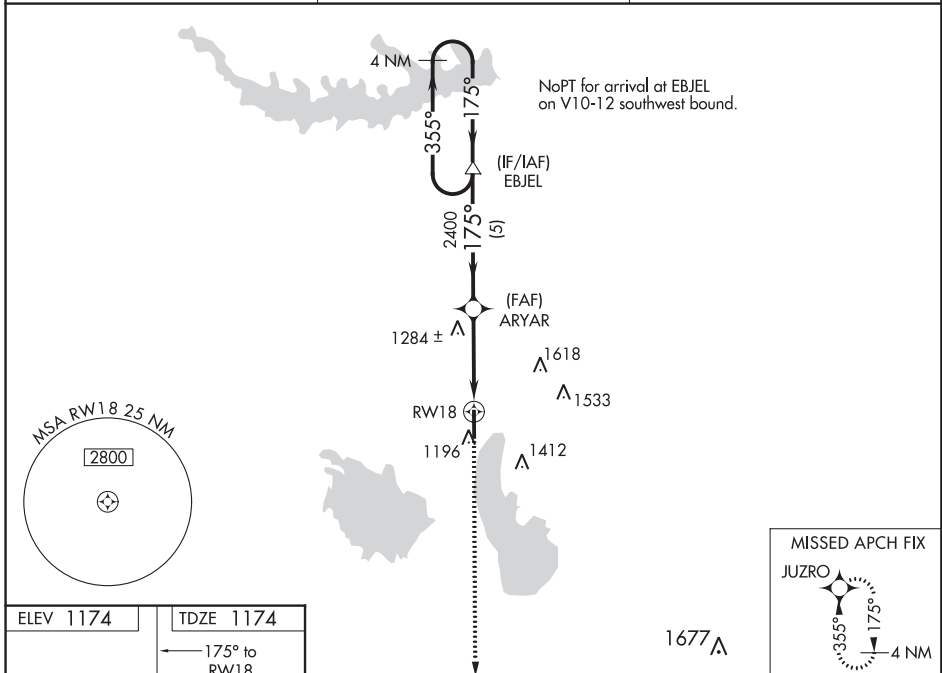 4 NM
355°
175°
NoPT for arrival at EBJEL
on V10-12 southwest bound.
(IF/IAF)
EBJEL
2400
175°
(5)
(FAF)
ARYAR
1284 ±
1618
1533
RW18
1196
1412
MSA RW18 25 NM
2800
MISSED APCH FIX
JUZRO
355°
175°
4 NM
1677
ELEV 1174
TDZE 1174
175° to
RW18